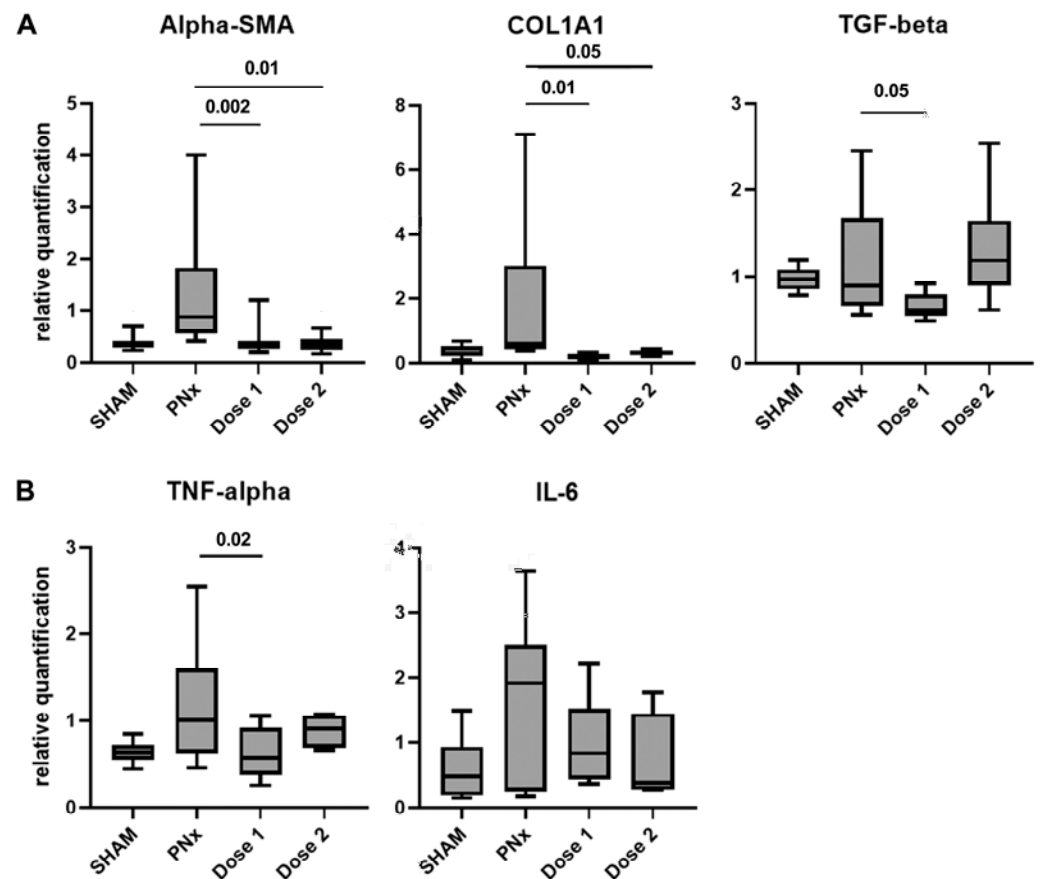 A
Alpha-SMA
COL1A1
TGF-beta
0.01
0.002
0.05
0.01
0.05
relative quantification
5
4
3
2
1
0
8
6
4
2
0
3
2
1
0
SHAM
PNx
Dose 1
Dose 2
SHAM
PNx
Dose 1
Dose 2
SHAM
PNx
Dose 1
Dose 2
B
TNF-alpha
IL-6
0.02
relative quantification
3
2
1
0
4
3
2
1
0
SHAM
PNx
Dose 1
Dose 2
SHAM
PNx
Dose 1
Dose 2